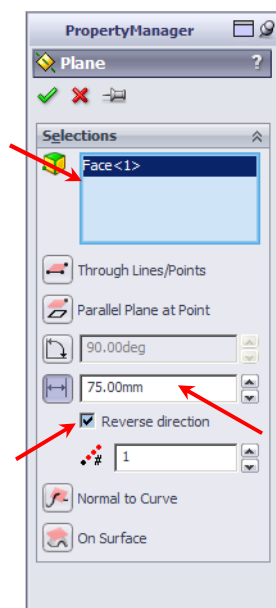 PropertyManager
Plane ?
Selections
Face<1>
Through Lines/Points
Parallel Plane at Point
90.00deg
75.00mm
Reverse direction
# 1
Normal to Curve
On Surface